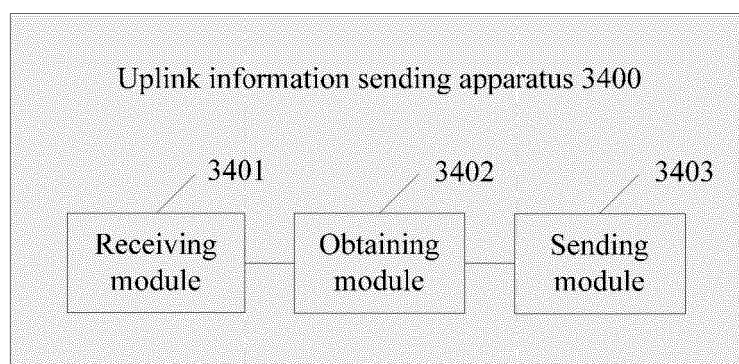 Uplink information sending apparatus 3400
3401 3402 3403
Receiving module
Obtaining module
Sending module